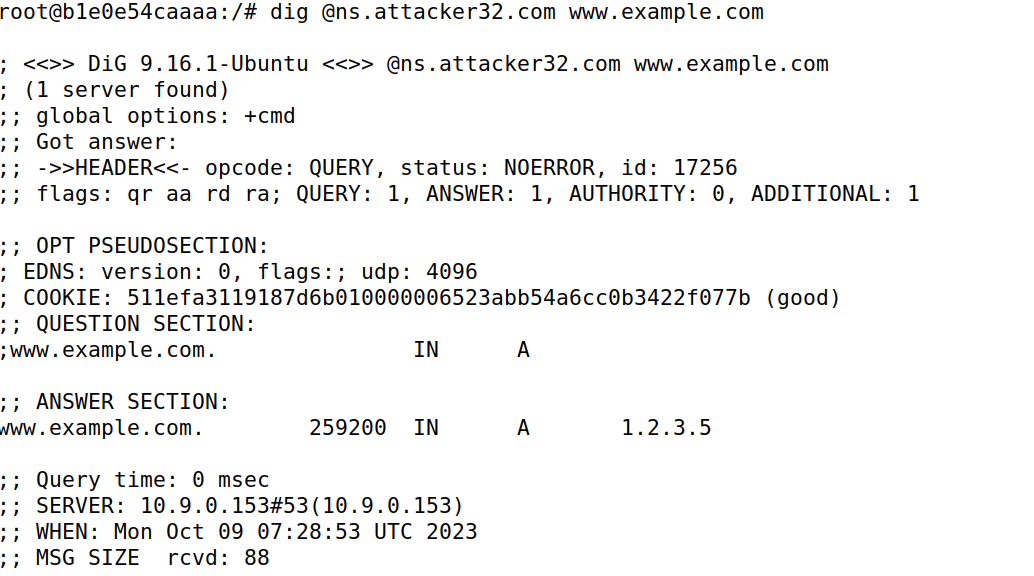 root@b1e0e54caaaa:/# dig @ns.attacker32.com www.example.com
; <<>> DiG 9.16.1-Ubuntu <<>> @ns.attacker32.com www.example.com
; (1 server found)
;; global options: +cmd
;; Got answer:
;; ->>HEADER<<- opcode: QUERY, status: NOERROR, id: 17256
;; flags: qr aa rd ra; QUERY: 1, ANSWER: 1, AUTHORITY: 0, ADDITIONAL: 1
;; OPT PSEUDOSECTION:
; EDNS: version: 0, flags:; udp: 4096
; COOKIE: 511efa3119187d6b010000006523abb54a6cc0b3422f077b (good)
;; QUESTION SECTION:
;www.example.com. IN A
;; ANSWER SECTION:
www.example.com. 259200 IN A 1.2.3.5
;; Query time: 0 msec
;; SERVER: 10.9.0.153#53(10.9.0.153)
;; WHEN: Mon Oct 09 07:28:53 UTC 2023
;; MSG SIZE  rcvd: 88